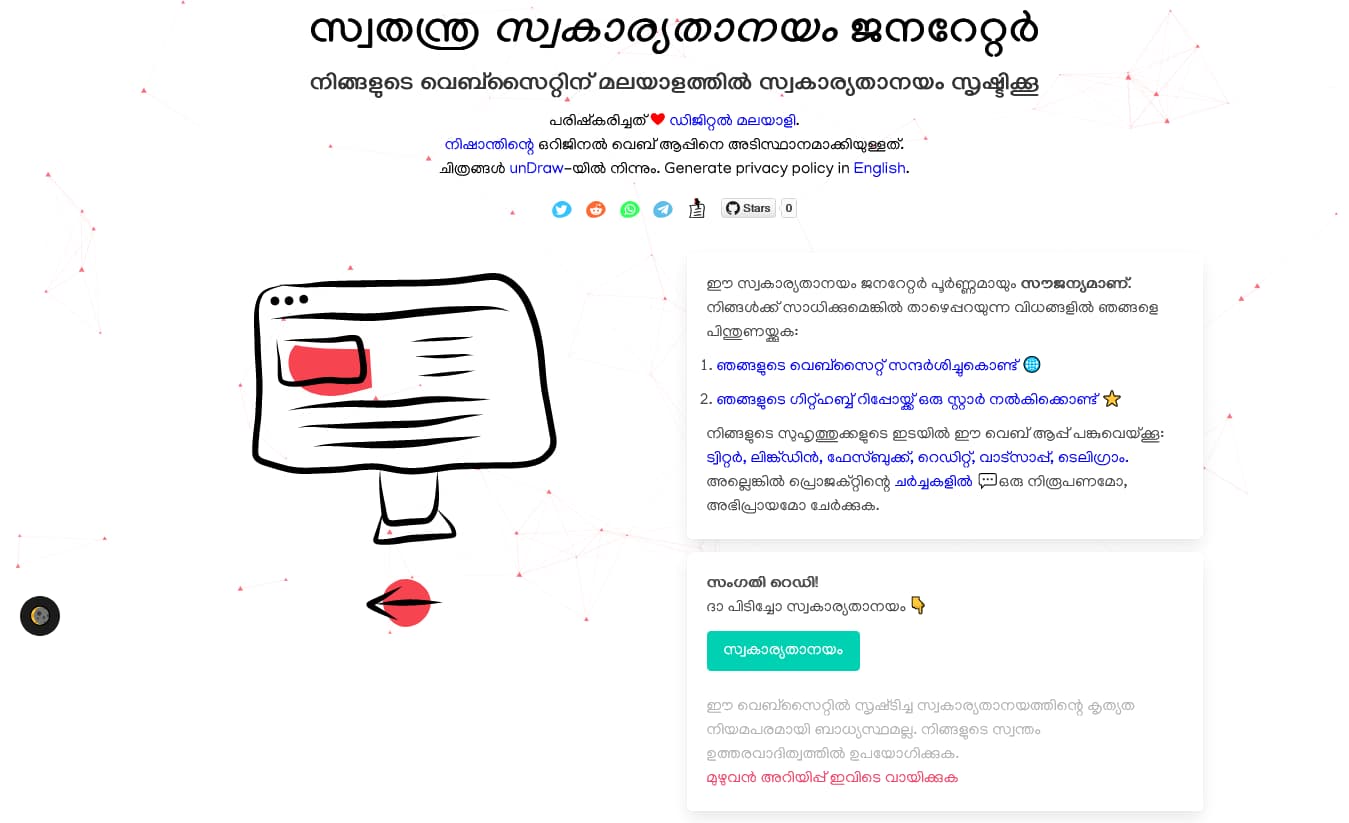 സ്വതന്ത്ര സ്വകാര്യതാനയം ജനറേറ്റർ
നിങ്ങളുടെ വെബ്സൈറ്റിന് മലയാളത്തിൽ സ്വകാര്യതാനയം സൃഷ്ടിക്കൂ
പരിഷ്കരിച്ചത് ❤ ഡിജിറ്റൽ മലയാളി.
നിഷാന്തിന്റെ ഒറിജിനൽ വെബ് ആപ്പിനെ അടിസ്ഥാനമാക്കിയുള്ളത്.
ചിത്രങ്ങൾ unDraw-യിൽ നിന്നും. Generate privacy policy in English.
Stars 0
ഈ സ്വകാര്യതാനയം ജനറേറ്റർ പൂർണ്ണമായും സൗജന്യമാണ്.
നിങ്ങൾക്ക് സാധിക്കുമെങ്കിൽ താഴെപ്പറയുന്ന വിധങ്ങളിൽ ഞങ്ങളെ
പിന്തുണയ്ക്കുക:
1. ഞങ്ങളുടെ വെബ്സൈറ്റ് സന്ദർശിച്ചുകൊണ്ട് 🌐
2. ഞങ്ങളുടെ ഗിറ്റ്ഹബ്ബ് റിപ്പോയ്ക്ക് ഒരു സ്റ്റാർ നൽകിക്കൊണ്ട് ⭐
നിങ്ങളുടെ സുഹൃത്തുക്കളുടെ ഇടയിൽ ഈ വെബ് ആപ്പ് പങ്കുവെയ്ക്കൂ:
ട്വിറ്റർ, ലിങ്ക്ഡിൻ, ഫേസ്ബുക്ക്, റെഡിറ്റ്, വാട്സാപ്പ്, ടെലിഗ്രാം.
അല്ലെങ്കിൽ പ്രൊജക്റ്റിന്റെ ചർച്ചകളിൽ 💬ഒരു നിരൂപണമോ,
അഭിപ്രായമോ ചേർക്കുക.
സംഗതി റെഡി!
ദാ പിടിച്ചോ സ്വകാര്യതാനയം 👇
സ്വകാര്യതാനയം
ഈ വെബ്സൈറ്റിൽ സൃഷ്ടിച്ച സ്വകാര്യതാനയത്തിന്റെ കൃത്യത
നിയമപരമായി ബാധ്യസ്ഥമല്ല. നിങ്ങളുടെ സ്വന്തം
ഉത്തരവാദിത്വത്തിൽ ഉപയോഗിക്കുക.
മുഴുവൻ അറിയിപ്പ് ഇവിടെ വായിക്കുക